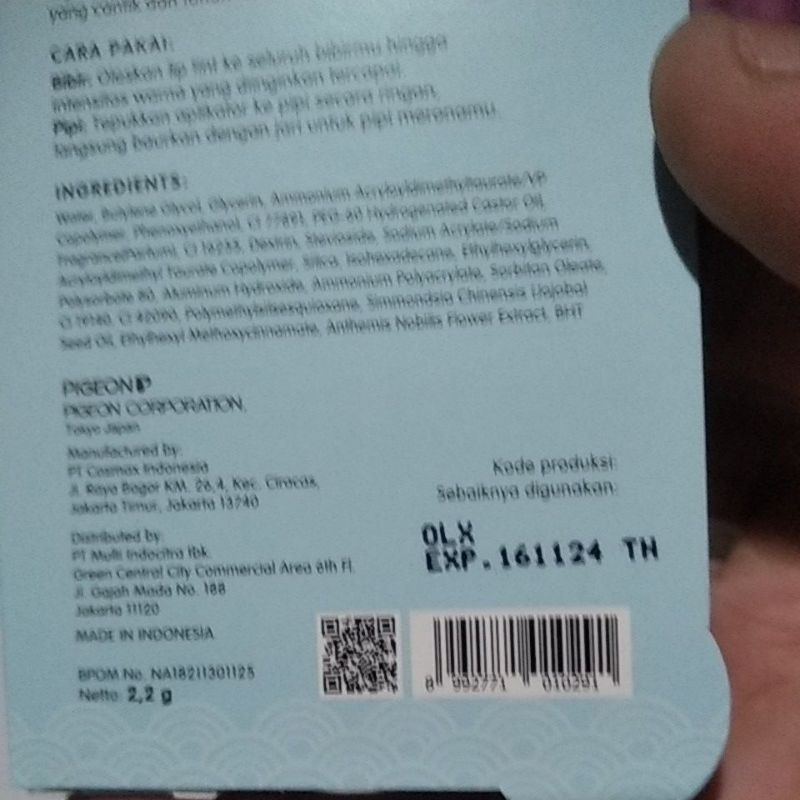 yang cantik dan
CARA PAKAI:
Bibir: Oleskan lip tint ke seluruh bibirmu hingga
intensitas warna yang diinginkan tercapai.
Pipi: Tepukkan aplikator ke pipi secara ringan,
langsung baurkan dengan jari untuk pipi meronamu.
INGREDIENTS:
Water, Butylene Glycol, Glycerin, Ammonium Acryloyldimethyltaurate/VP
Copolymer, Phenoxyethanol, CI 77891, PEG-60 Hydrogenated Castor Oil,
Fragrance(Parfum), Dextrin, Stevioside, Sodium Acrylate/Sodium
Acryloyldimethyl Taurate Copolymer, Silica, Isohexadecane, Ethylhexylglycerin,
Polysorbate 80, Aluminum Hydroxide, Ammonium Polyacrylate, Sorbitan Oleate,
CI 19140, CI 42090, Polymethylsilsesquioxane, Simmondsia Chinensis (Jojoba)
Seed Oil, Ethylhexyl Methoxycinnamate, Anthemis Nobilis Flower Extract, BHT
PIGEON
PIGEON CORPORATION,
Tokyo Japan
Manufactured by:
PT Cosmax Indonesia
Jl. Raya Bogor KM. 26,4, Kec. Ciracas,
Jakarta Timur, Jakarta 13740
Kode produksi:
Sebaiknya digunakan:
OLX
EXP.161124 TH
Distributed by:
PT Multi Indocitra Tbk.
Green Central City Commercial Area 6th Fl.
Jl. Gajah Mada No. 188
Jakarta 11120
MADE IN INDONESIA
BPOM No. NA18211301125
Netto: 2,2 g
8 992771 010291